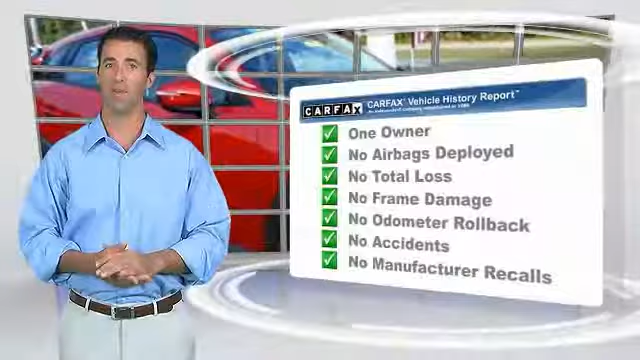 CARFAX CARFAX Vehicle History Report™
One Owner
No Airbags Deployed
No Total Loss
No Frame Damage
No Odometer Rollback
No Accidents
No Manufacturer Recalls